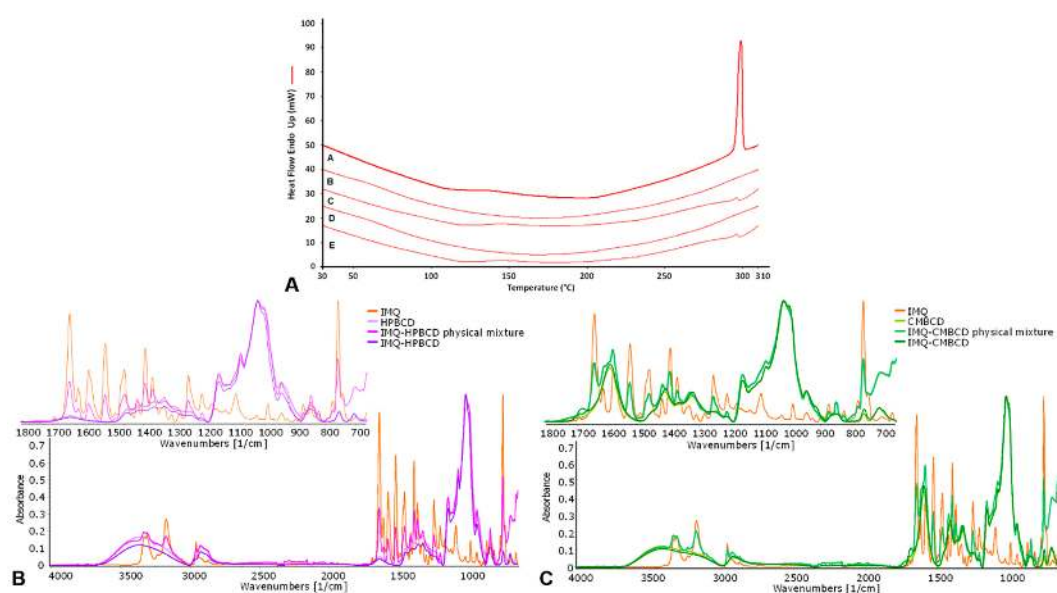 100
90
80
70
60
50
40
30
20
10
0
Heat Flow Endo Up (mW)
A
B
C
D
E
30 50 100 150 200 250 300 310
Temperature (°C)
A
IMQ
HPBCD
IMQ-HPBCD physical mixture
IMQ-HPBCD
1800 1700 1600 1500 1400 1300 1200 1100 1000 900 800 700
Wavenumbers [1/cm]
0.7
0.6
0.5
0.4
0.3
0.2
0.1
0
Absorbance
4000 3500 3000 2500 2000 1500 1000
Wavenumbers [1/cm]
B
IMQ
CMBCD
IMQ-CMBCD physical mixture
IMQ-CMBCD
1800 1700 1600 1500 1400 1300 1200 1100 1000 900 800 700
Wavenumbers [1/cm]
0.7
0.6
0.5
0.4
0.3
0.2
0.1
0
Absorbance
4000 3500 3000 2500 2000 1500 1000
Wavenumbers [1/cm]
C